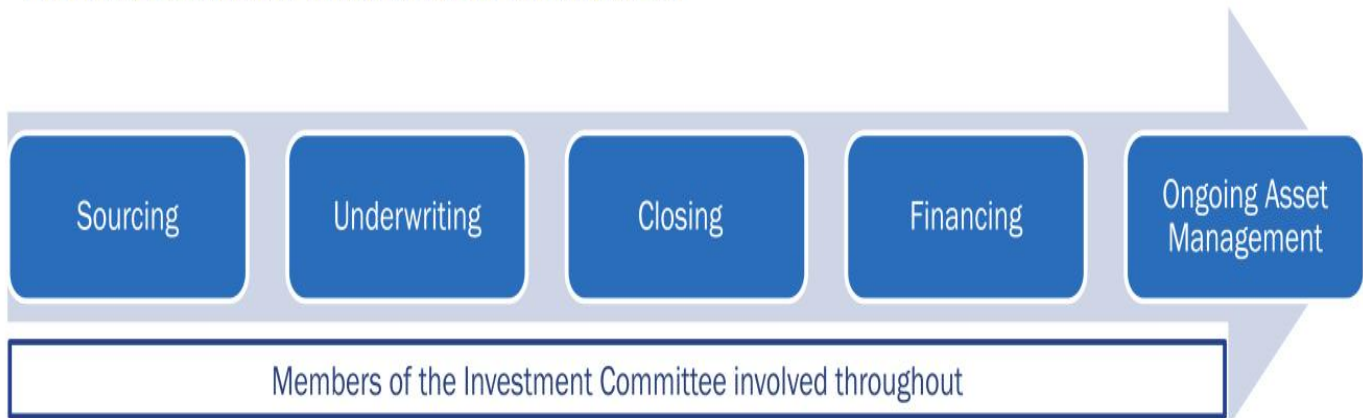 Sourcing
Underwriting
Closing
Financing
Ongoing Asset
Management
Members of the Investment Committee involved throughout